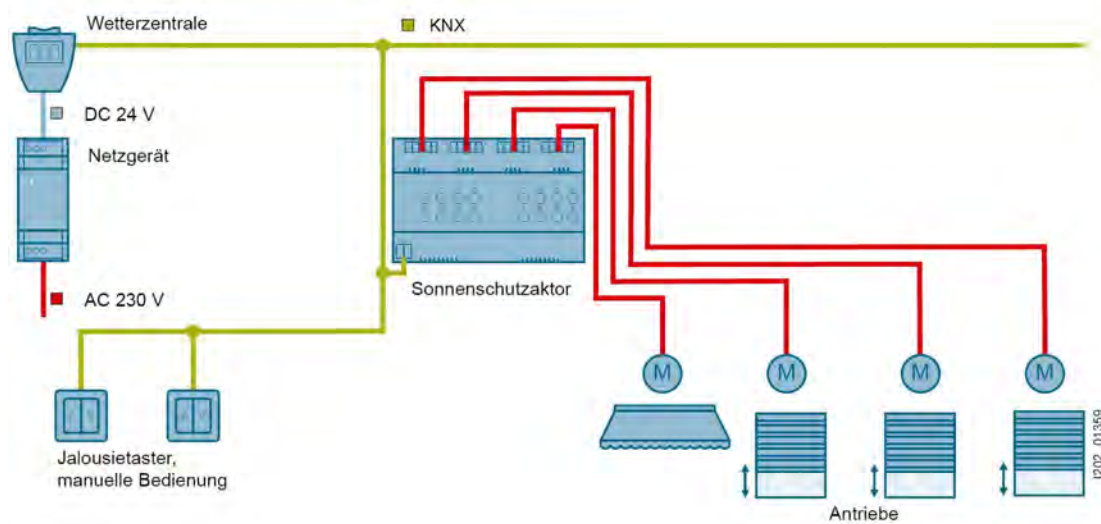 Wetterzentrale
KNX
DC 24 V
Netzgerät
Sonnenschutzaktor
AC 230 V
M
M
M
M
Jalousietaster,
manuelle Bedienung
Antriebe
I202_01359